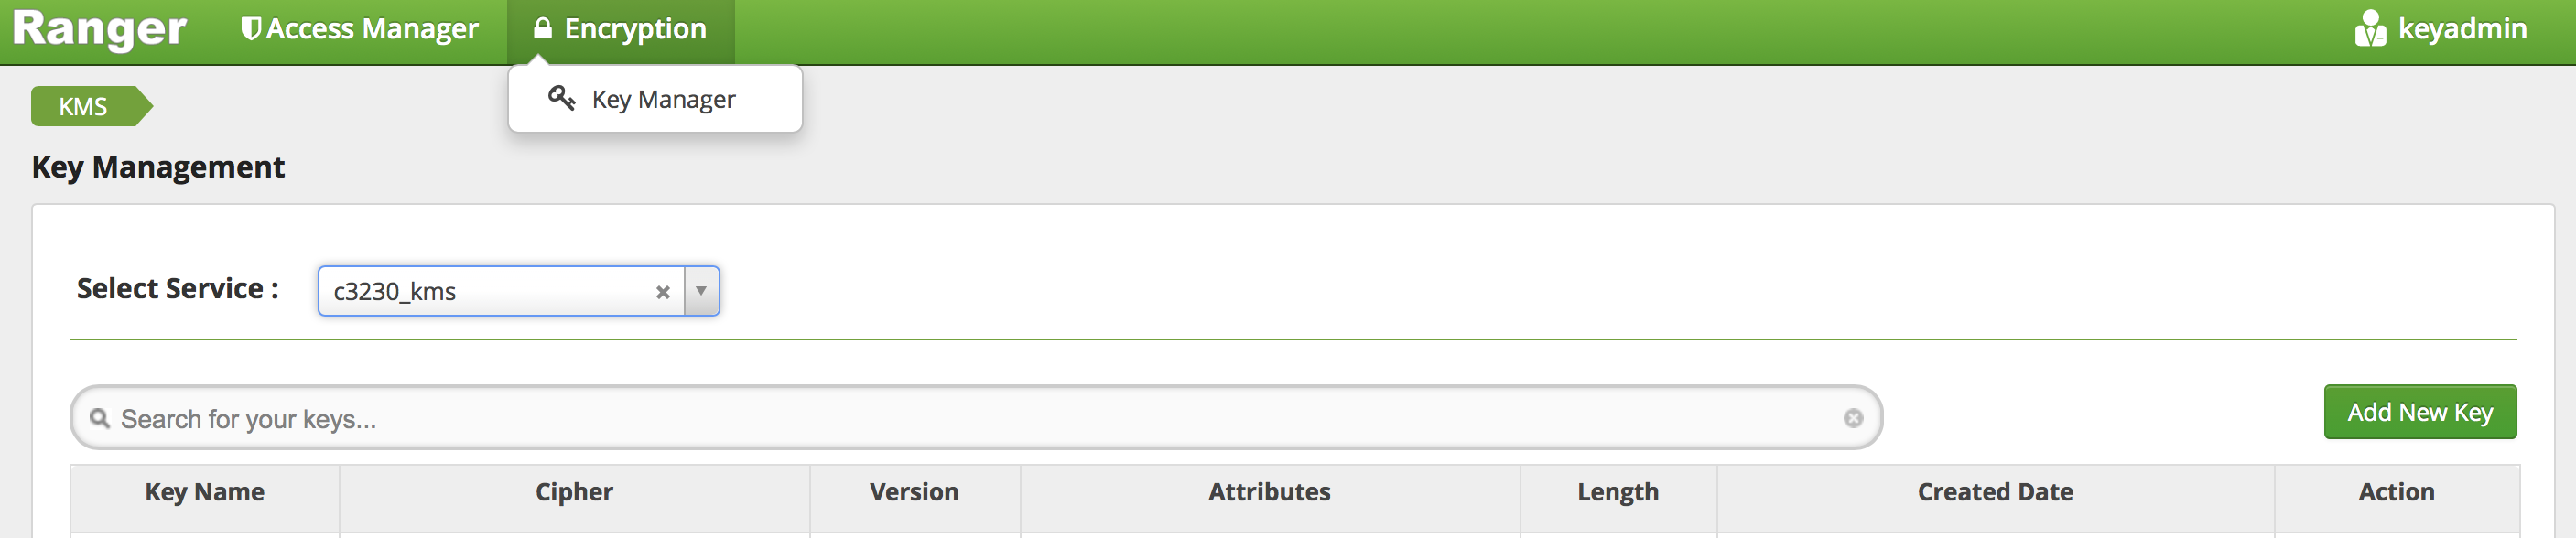 Ranger Access Manager Encryption keyadmin
Key Manager
KMS
Key Management
Select Service : c3230_kms
Search for your keys...
Add New Key
Key Name Cipher Version Attributes Length Created Date Action